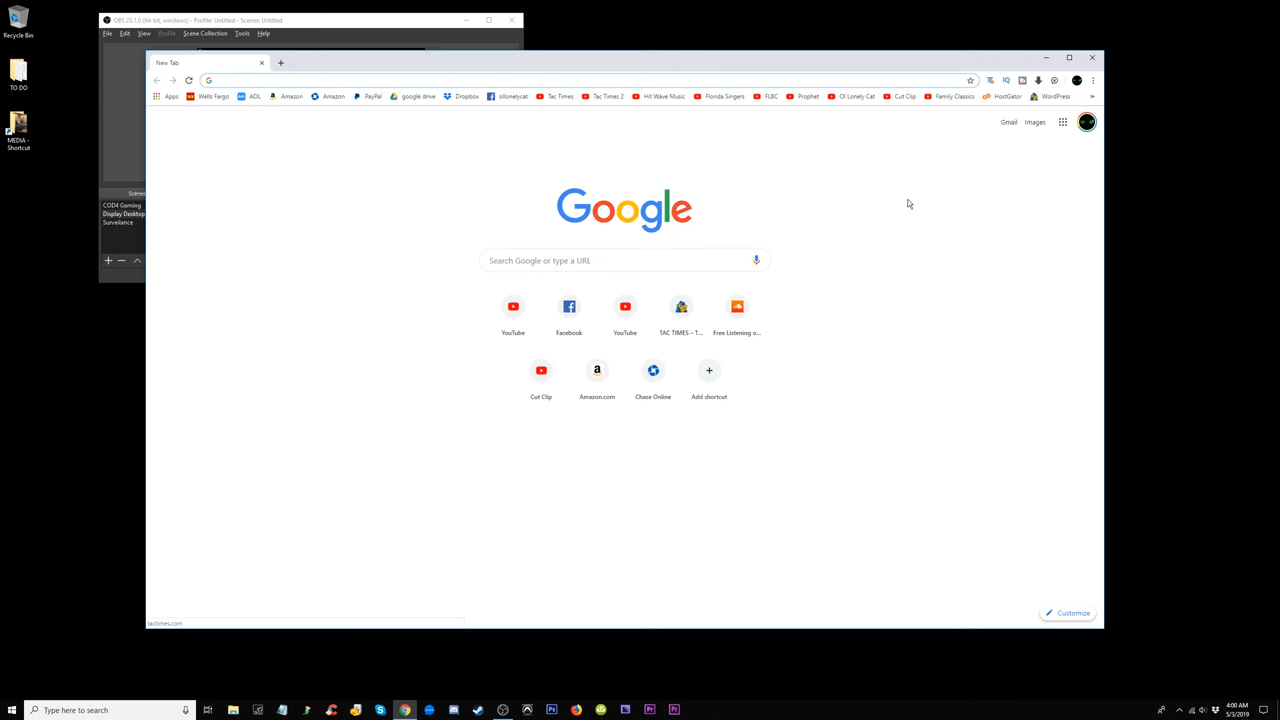 Recycle Bin
TO DO
MEDIA - Shortcut
OBS 23.1.0 (64-bit, windows) - Profile: Untitled - Scenes: Untitled
File Edit View Profile Scene Collection Tools Help
Scenes
COD4 Gaming
Display Desktop
Surveilance
New Tab
Apps Wells Fargo AOL Amazon Amazon PayPal google drive Dropbox ollonelycat Tac Times Tac Times 2 Hit Wave Music Florida Singers FLBC Prophet Ol Lonely Cat Cut Clip Family Classics HostGator WordPress »
Gmail Images
Google
Search Google or type a URL
YouTube Facebook YouTube TAC TIMES – T... Free Listening o...
Cut Clip Amazon.com Chase Online Add shortcut
Customize
tactimes.com
Type here to search
4:00 AM
5/3/2019